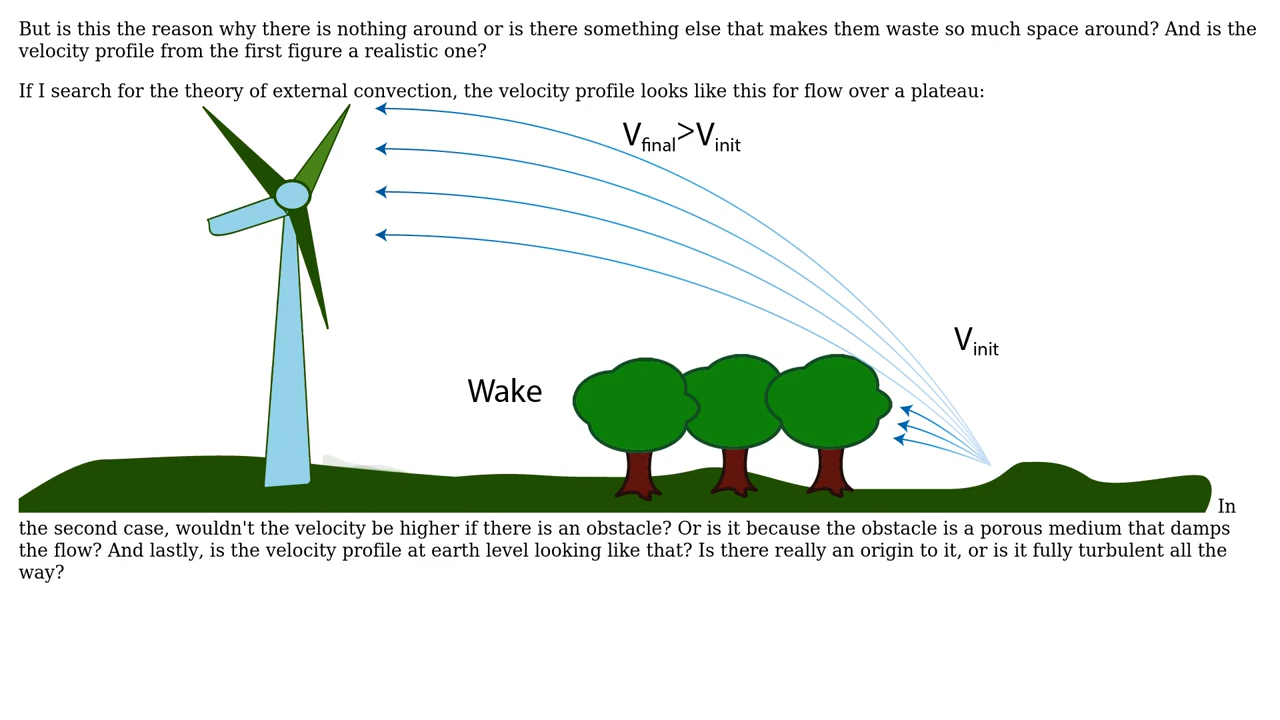 But is this the reason why there is nothing around or is there something else that makes them waste so much space around? And is the
velocity profile from the first figure a realistic one?
If I search for the theory of external convection, the velocity profile looks like this for flow over a plateau:
Vfinal>Vinit
Vinit
Wake
In
the second case, wouldn't the velocity be higher if there is an obstacle? Or is it because the obstacle is a porous medium that damps
the flow? And lastly, is the velocity profile at earth level looking like that? Is there really an origin to it, or is it fully turbulent all the
way?